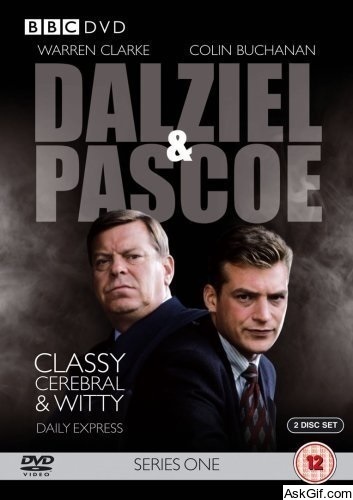 BBC DVD
WARREN CLARKE COLIN BUCHANAN
DALZIEL
&
PASCOE
CLASSY
CEREBRAL
& WITTY
DAILY EXPRESS
2 DISC SET
DVD
VIDEO
SERIES ONE
12
AskGif.com